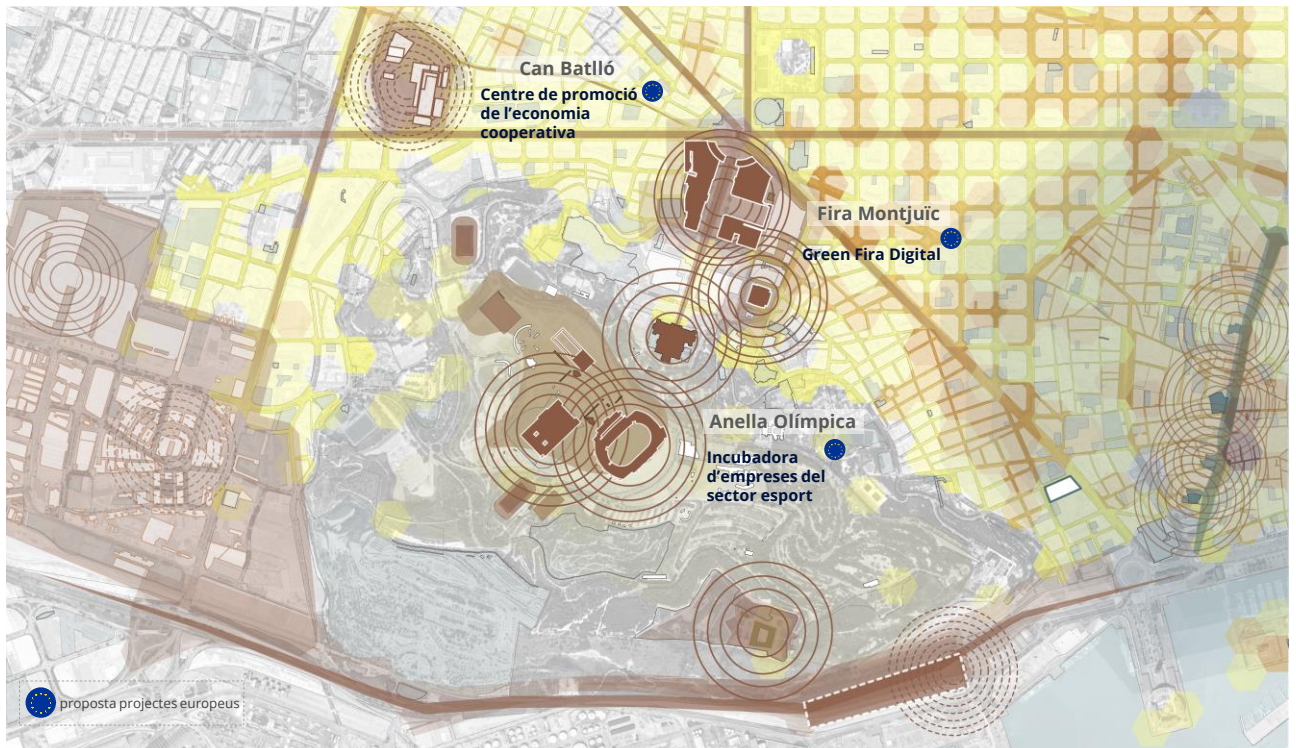 Can Batlló
Centre de promoció
de l’economia
cooperativa
Fira Montjuïc
Green Fira Digital
Anella Olímpica
Incubadora
d’empreses del
sector esport
proposta projectes europeus